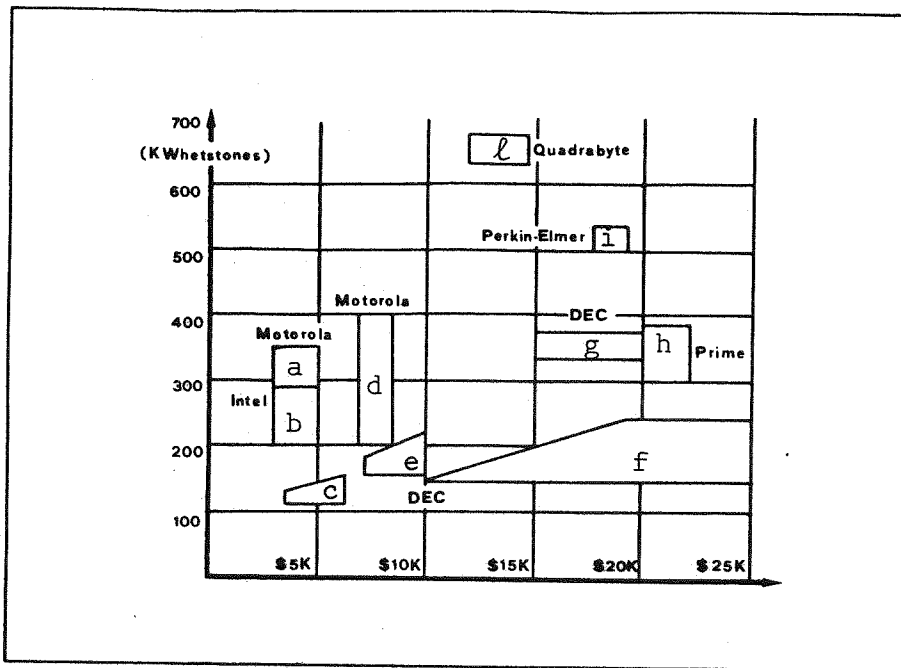 700
(KWhetstones)
ℓ Quadrabyte
600
Perkin-Elmer i
500
Motorola
400
DEC
Motorola
g h Prime
a
d
300
Intel b
200
e f
c
DEC
100
$5K $10K $15K $20K $25K